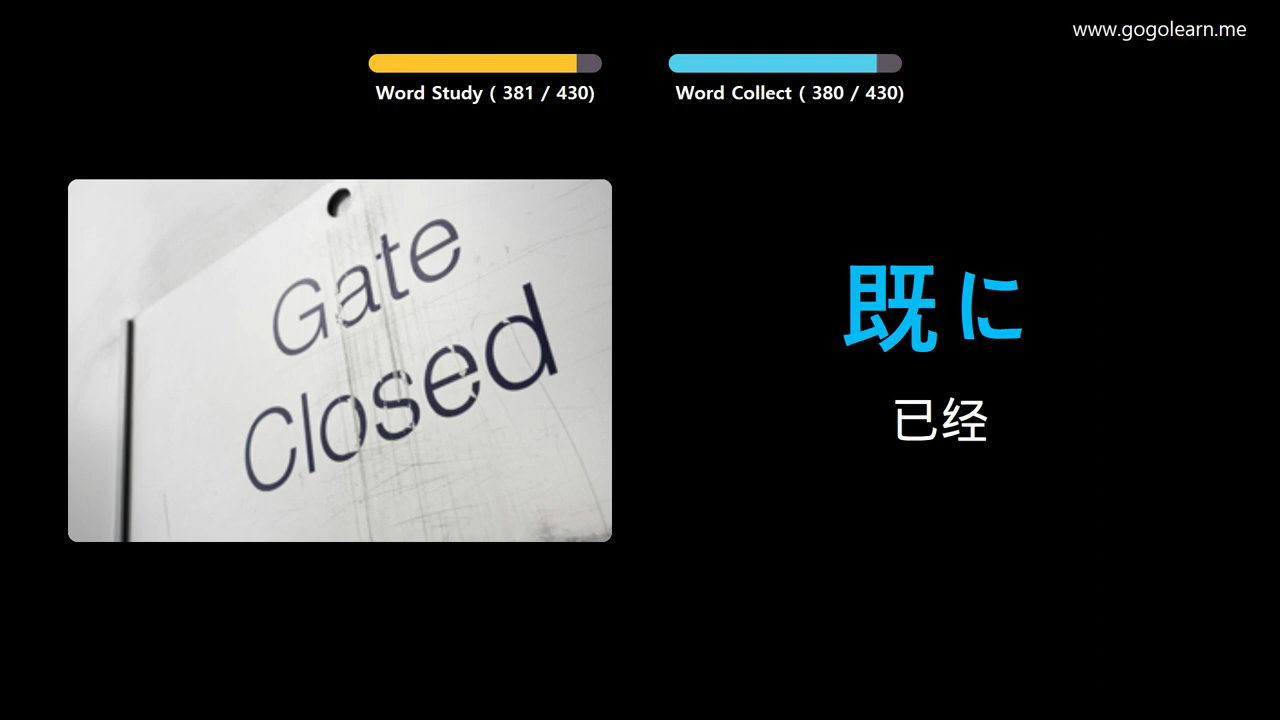 www.gogolearn.me
Word Study ( 381 / 430)
Word Collect ( 380 / 430)
Gate
Closed
既に
已经